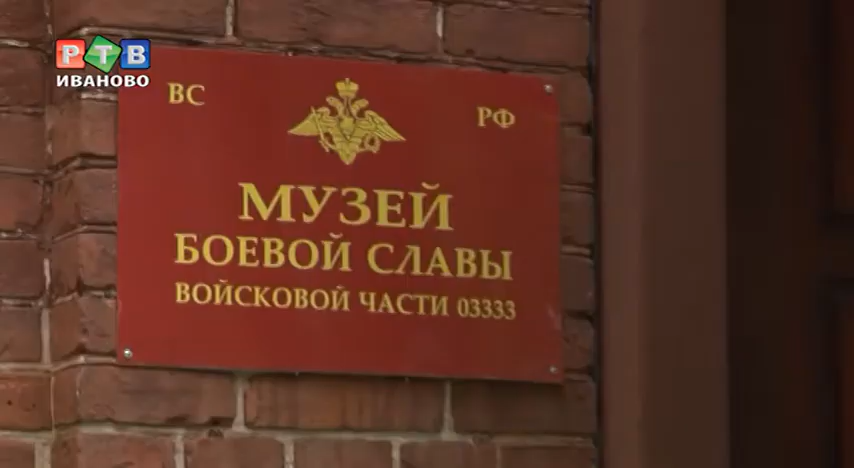 РТВ
ИВАНОВО
ВС РФ
МУЗЕЙ
БОЕВОЙ СЛАВЫ
ВОЙСКОВОЙ ЧАСТИ 03333